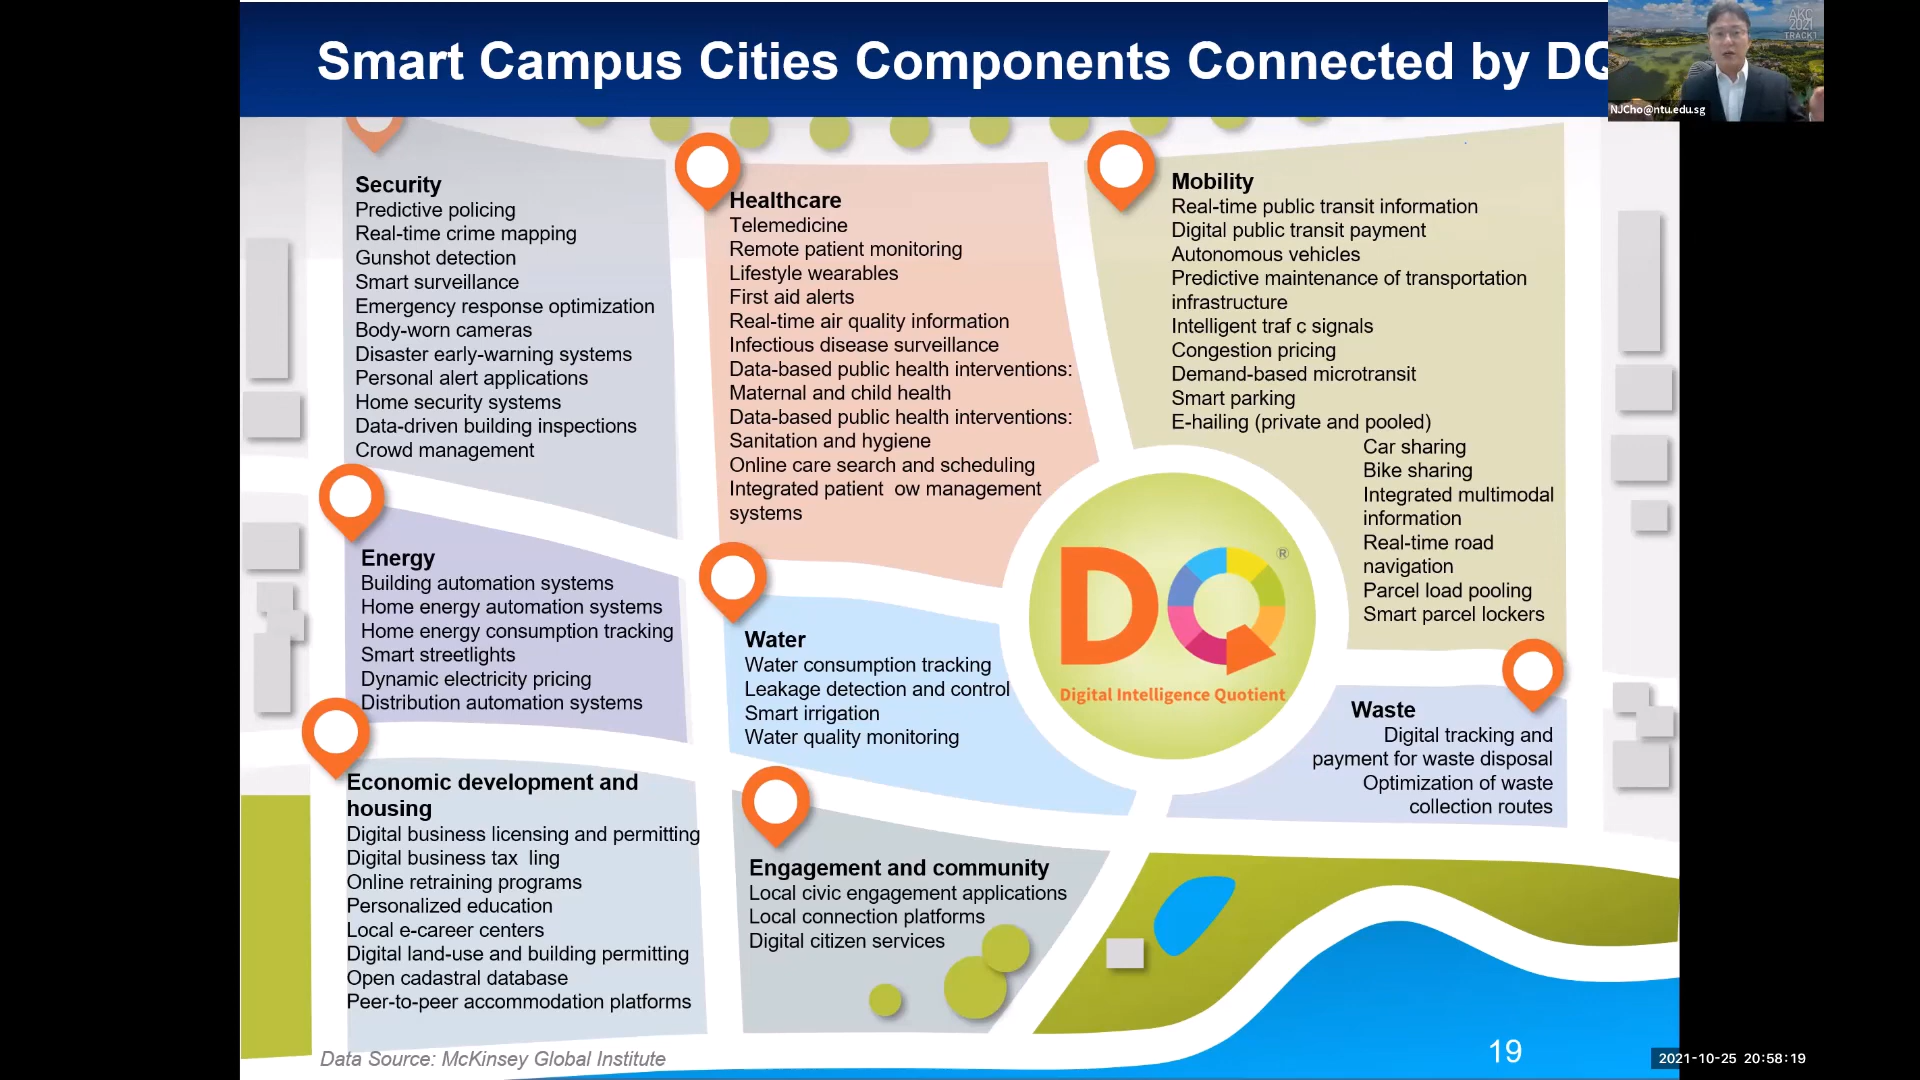 Smart Campus Cities Components Connected by DQ
AKC
2021
TRACK1
NJCho@ntu.edu.sg
Security
Predictive policing
Real-time crime mapping
Gunshot detection
Smart surveillance
Emergency response optimization
Body-worn cameras
Disaster early-warning systems
Personal alert applications
Home security systems
Data-driven building inspections
Crowd management
Healthcare
Telemedicine
Remote patient monitoring
Lifestyle wearables
First aid alerts
Real-time air quality information
Infectious disease surveillance
Data-based public health interventions:
Maternal and child health
Data-based public health interventions:
Sanitation and hygiene
Online care search and scheduling
Integrated patient ow management
systems
Mobility
Real-time public transit information
Digital public transit payment
Autonomous vehicles
Predictive maintenance of transportation
infrastructure
Intelligent traf c signals
Congestion pricing
Demand-based microtransit
Smart parking
E-hailing (private and pooled)
Car sharing
Bike sharing
Integrated multimodal
information
Real-time road
navigation
Parcel load pooling
Smart parcel lockers
Energy
Building automation systems
Home energy automation systems
Home energy consumption tracking
Smart streetlights
Dynamic electricity pricing
Distribution automation systems
Water
Water consumption tracking
Leakage detection and control
Smart irrigation
Water quality monitoring
DQ ®
Digital Intelligence Quotient
Waste
Digital tracking and
payment for waste disposal
Optimization of waste
collection routes
Economic development and
housing
Digital business licensing and permitting
Digital business tax ling
Online retraining programs
Personalized education
Local e-career centers
Digital land-use and building permitting
Open cadastral database
Peer-to-peer accommodation platforms
Engagement and community
Local civic engagement applications
Local connection platforms
Digital citizen services
Data Source: McKinsey Global Institute
19
2021-10-25 20:58:19